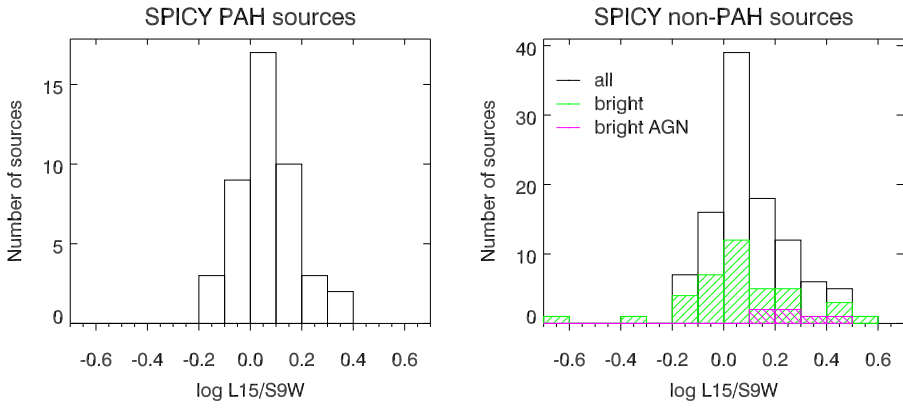 SPICY PAH sources
Number of sources
15
10
5
0
-0.6 -0.4 -0.2 0.0 0.2 0.4 0.6
log L15/S9W
SPICY non-PAH sources
Number of sources
40
30
20
10
0
all
bright
bright AGN
-0.6 -0.4 -0.2 0.0 0.2 0.4 0.6
log L15/S9W